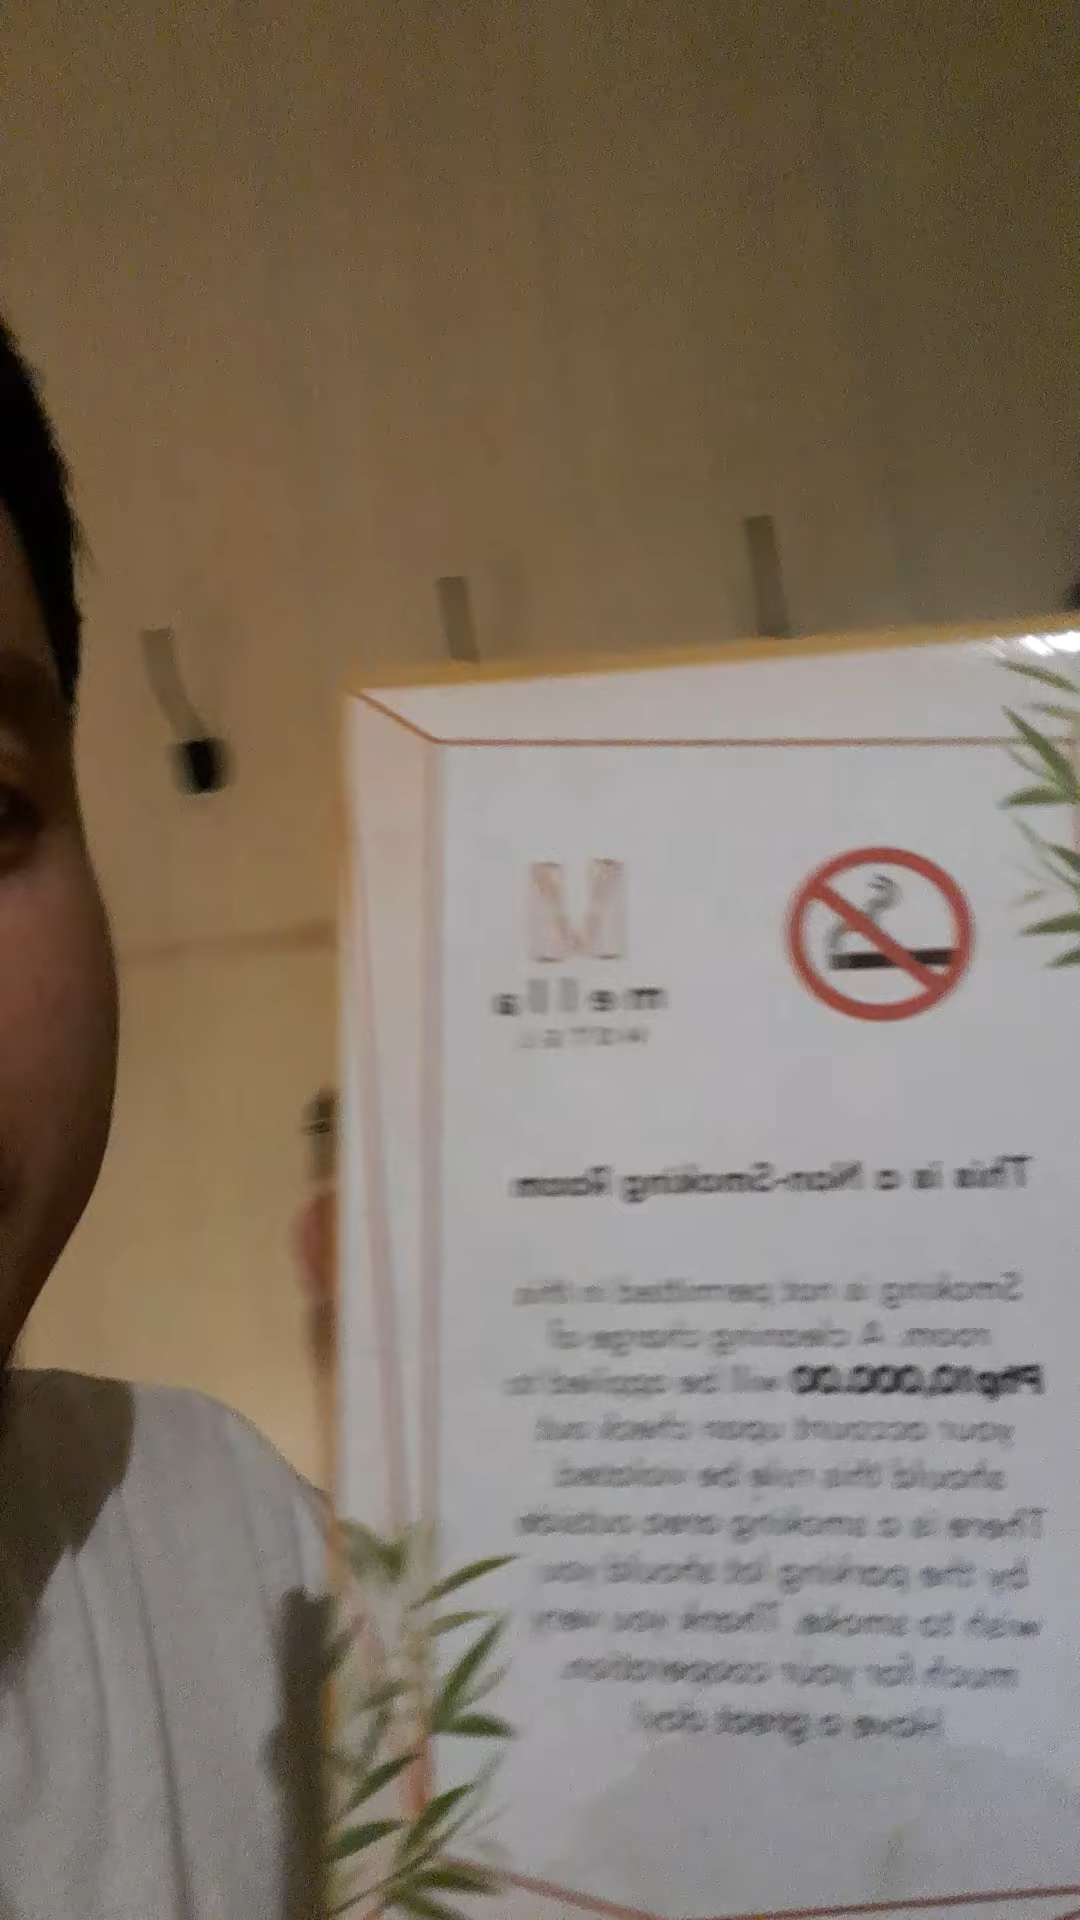 mella
HOTEL
This is a Non-Smoking Room
Smoking is not permitted in this
room. A cleaning charge of
Php10,000.00 will be applied to
your account upon check out
should this rule be violated.
There is a smoking area outside
by the parking lot should you
wish to smoke. Thank you very
much for your cooperation.
Have a great day!